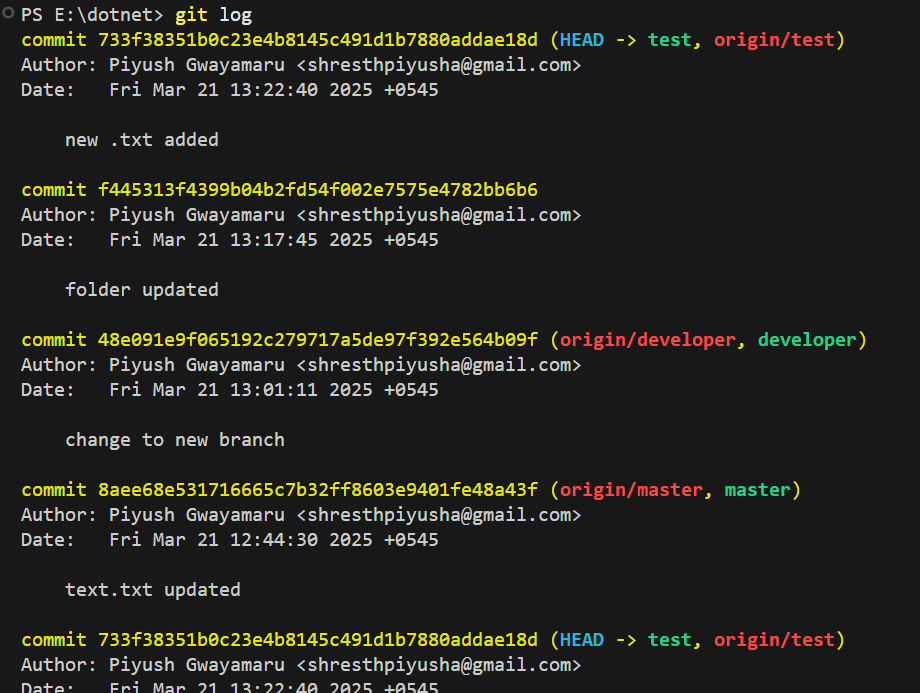 PS E:\dotnet> git log
commit 733f38351b0c23e4b8145c491d1b7880addae18d (HEAD -> test, origin/test)
Author: Piyush Gwayamaru <shresthpiyusha@gmail.com>
Date:   Fri Mar 21 13:22:40 2025 +0545

    new .txt added

commit f445313f4399b04b2fd54f002e7575e4782bb6b6
Author: Piyush Gwayamaru <shresthpiyusha@gmail.com>
Date:   Fri Mar 21 13:17:45 2025 +0545

    folder updated

commit 48e091e9f065192c279717a5de97f392e564b09f (origin/developer, developer)
Author: Piyush Gwayamaru <shresthpiyusha@gmail.com>
Date:   Fri Mar 21 13:01:11 2025 +0545

    change to new branch

commit 8aee68e531716665c7b32ff8603e9401fe48a43f (origin/master, master)
Author: Piyush Gwayamaru <shresthpiyusha@gmail.com>
Date:   Fri Mar 21 12:44:30 2025 +0545

    text.txt updated

commit 733f38351b0c23e4b8145c491d1b7880addae18d (HEAD -> test, origin/test)
Author: Piyush Gwayamaru <shresthpiyusha@gmail.com>
Date:   Fri Mar 21 13:22:40 2025 +0545